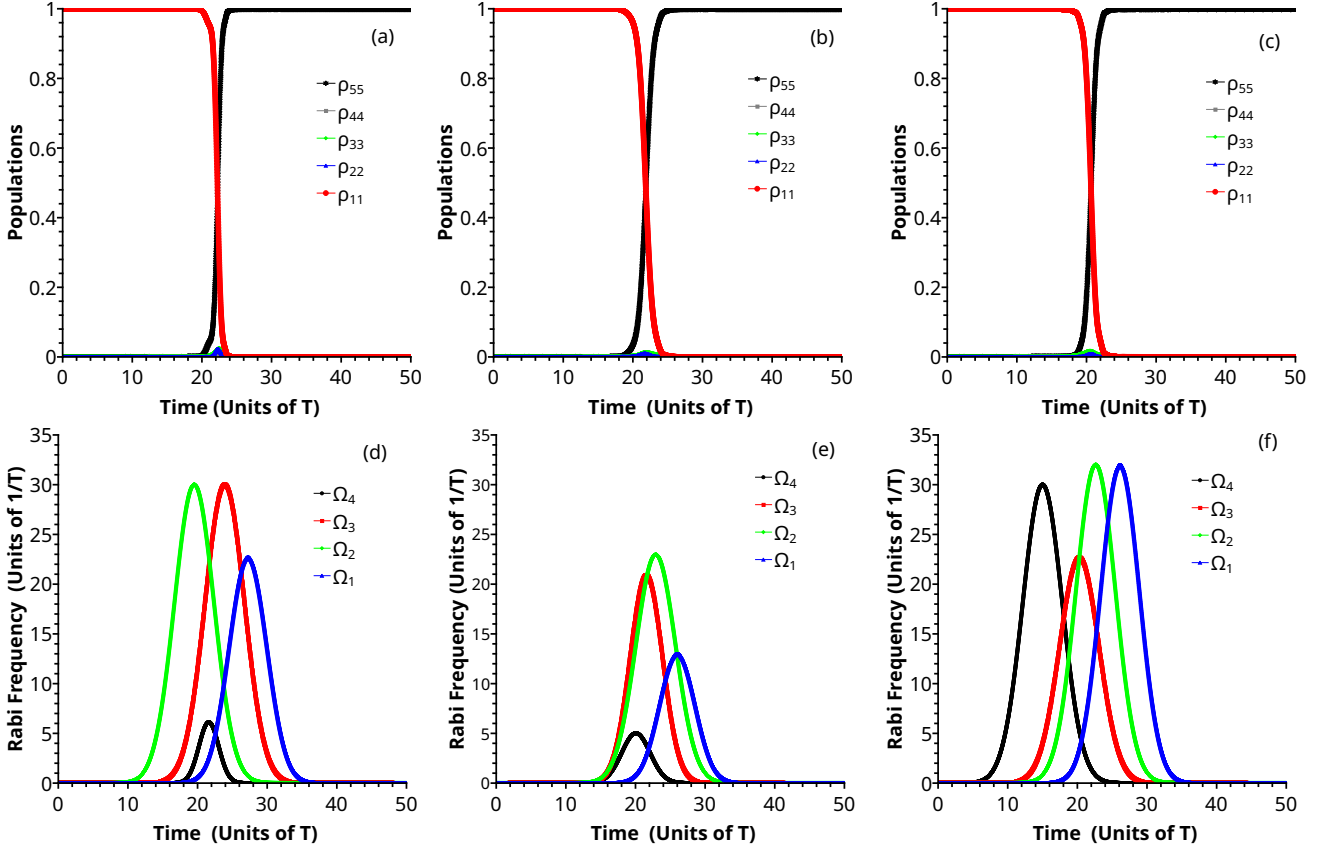 (a)
1
0.8
0.6
0.4
0.2
0
Populations
ρ55
ρ44
ρ33
ρ22
ρ11
0 10 20 30 40 50
Time (Units of T)
(b)
1
0.8
0.6
0.4
0.2
0
Populations
ρ55
ρ44
ρ33
ρ22
ρ11
0 10 20 30 40 50
Time (Units of T)
(c)
1
0.8
0.6
0.4
0.2
0
Populations
ρ55
ρ44
ρ33
ρ22
ρ11
0 10 20 30 40 50
Time (Units of T)
(d)
35
30
25
20
15
10
5
0
Rabi Frequency (Units of 1/T)
Ω4
Ω3
Ω2
Ω1
0 10 20 30 40 50
Time (Units of T)
(e)
35
30
25
20
15
10
5
0
Rabi Frequency (Units of 1/T)
Ω4
Ω3
Ω2
Ω1
0 10 20 30 40 50
Time (Units of T)
(f)
35
30
25
20
15
10
5
0
Rabi Frequency (Units of 1/T)
Ω4
Ω3
Ω2
Ω1
0 10 20 30 40 50
Time (Units of T)